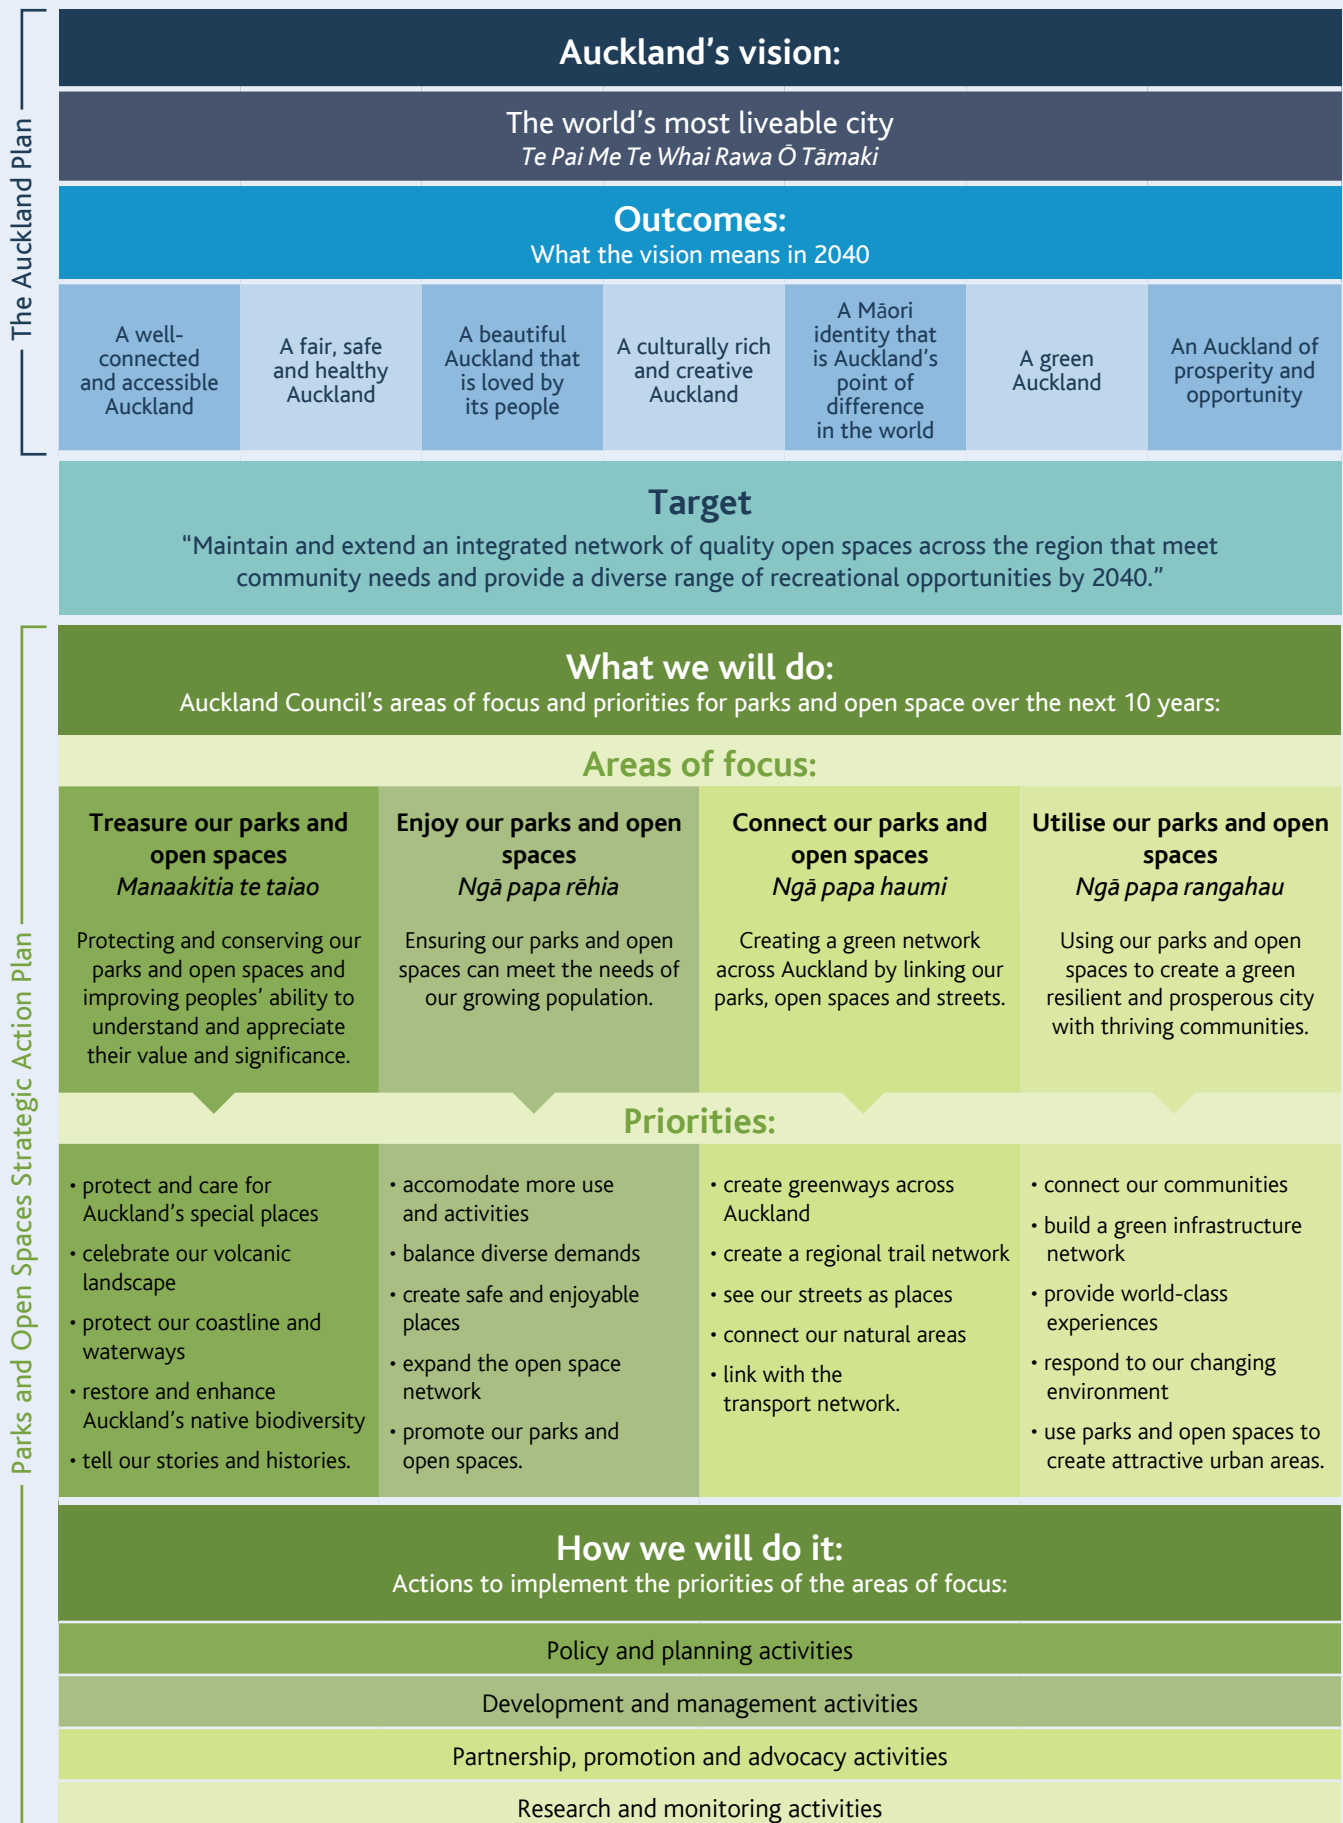 The Auckland Plan
Auckland's vision:
The world's most liveable city
Te Pai Me Te Whai Rawa Ō Tāmaki
Outcomes:
What the vision means in 2040
A well-
connected
and accessible
Auckland
A fair, safe
and healthy
Auckland
A beautiful
Auckland that
is loved by
its people
A culturally rich
and creative
Auckland
A Māori
identity that
is Auckland's
point of
difference
in the world
A green
Auckland
An Auckland of
prosperity and
opportunity
Target
“Maintain and extend an integrated network of quality open spaces across the region that meet
community needs and provide a diverse range of recreational opportunities by 2040.”
Parks and Open Spaces Strategic Action Plan
What we will do:
Auckland Council's areas of focus and priorities for parks and open space over the next 10 years:
Areas of focus:
Treasure our parks and
open spaces
Manaakitia te taiao
Protecting and conserving our
parks and open spaces and
improving peoples' ability to
understand and appreciate
their value and significance.
Enjoy our parks and open
spaces
Ngā papa rēhia
Ensuring our parks and open
spaces can meet the needs of
our growing population.
Connect our parks and
open spaces
Ngā papa haumi
Creating a green network
across Auckland by linking our
parks, open spaces and streets.
Utilise our parks and open
spaces
Ngā papa rangahau
Using our parks and open
spaces to create a green
resilient and prosperous city
with thriving communities.
Priorities:
• protect and care for
Auckland's special places
• celebrate our volcanic
landscape
• protect our coastline and
waterways
• restore and enhance
Auckland's native biodiversity
• tell our stories and histories.
• accomodate more use
and activities
• balance diverse demands
• create safe and enjoyable
places
• expand the open space
network
• promote our parks and
open spaces.
• create greenways across
Auckland
• create a regional trail network
• see our streets as places
• connect our natural areas
• link with the
transport network.
• connect our communities
• build a green infrastructure
network
• provide world-class
experiences
• respond to our changing
environment
• use parks and open spaces to
create attractive urban areas.
How we will do it:
Actions to implement the priorities of the areas of focus:
Policy and planning activities
Development and management activities
Partnership, promotion and advocacy activities
Research and monitoring activities